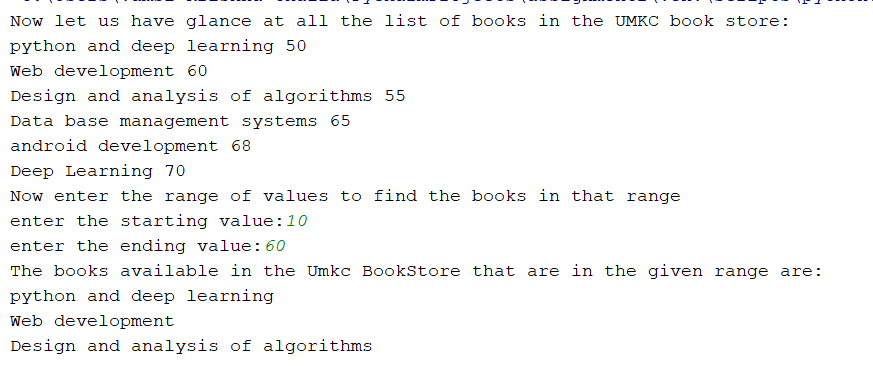 Now let us have glance at all the list of books in the UMKC book store:
python and deep learning 50
Web development 60
Design and analysis of algorithms 55
Data base management systems 65
android development 68
Deep Learning 70
Now enter the range of values to find the books in that range
enter the starting value:10
enter the ending value:60
The books available in the Umkc BookStore that are in the given range are:
python and deep learning
Web development
Design and analysis of algorithms